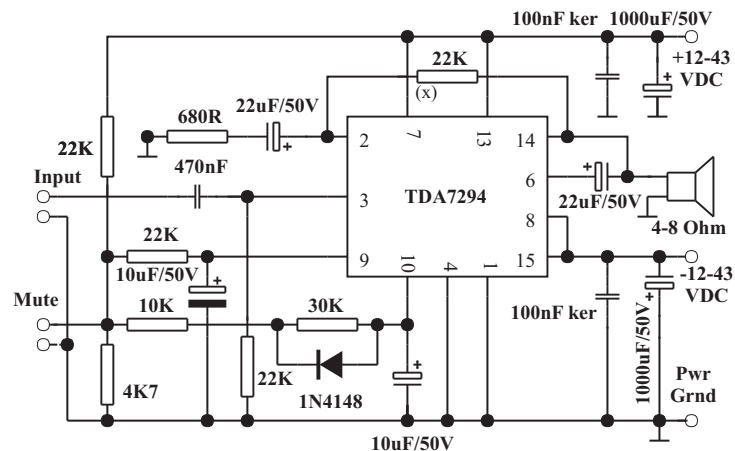 100nF ker 1000uF/50V
22K
+12-43
VDC
(x)
22uF/50V
680R
2
7
13
14
22K
470nF
Input
3
TDA7294
6
22uF/50V
4-8 Ohm
8
22K
9
10
4
1
15
10uF/50V
-12-43
VDC
Mute
10K
30K
100nF ker
1000uF/50V
4K7
22K
1N4148
Pwr
Grnd
10uF/50V